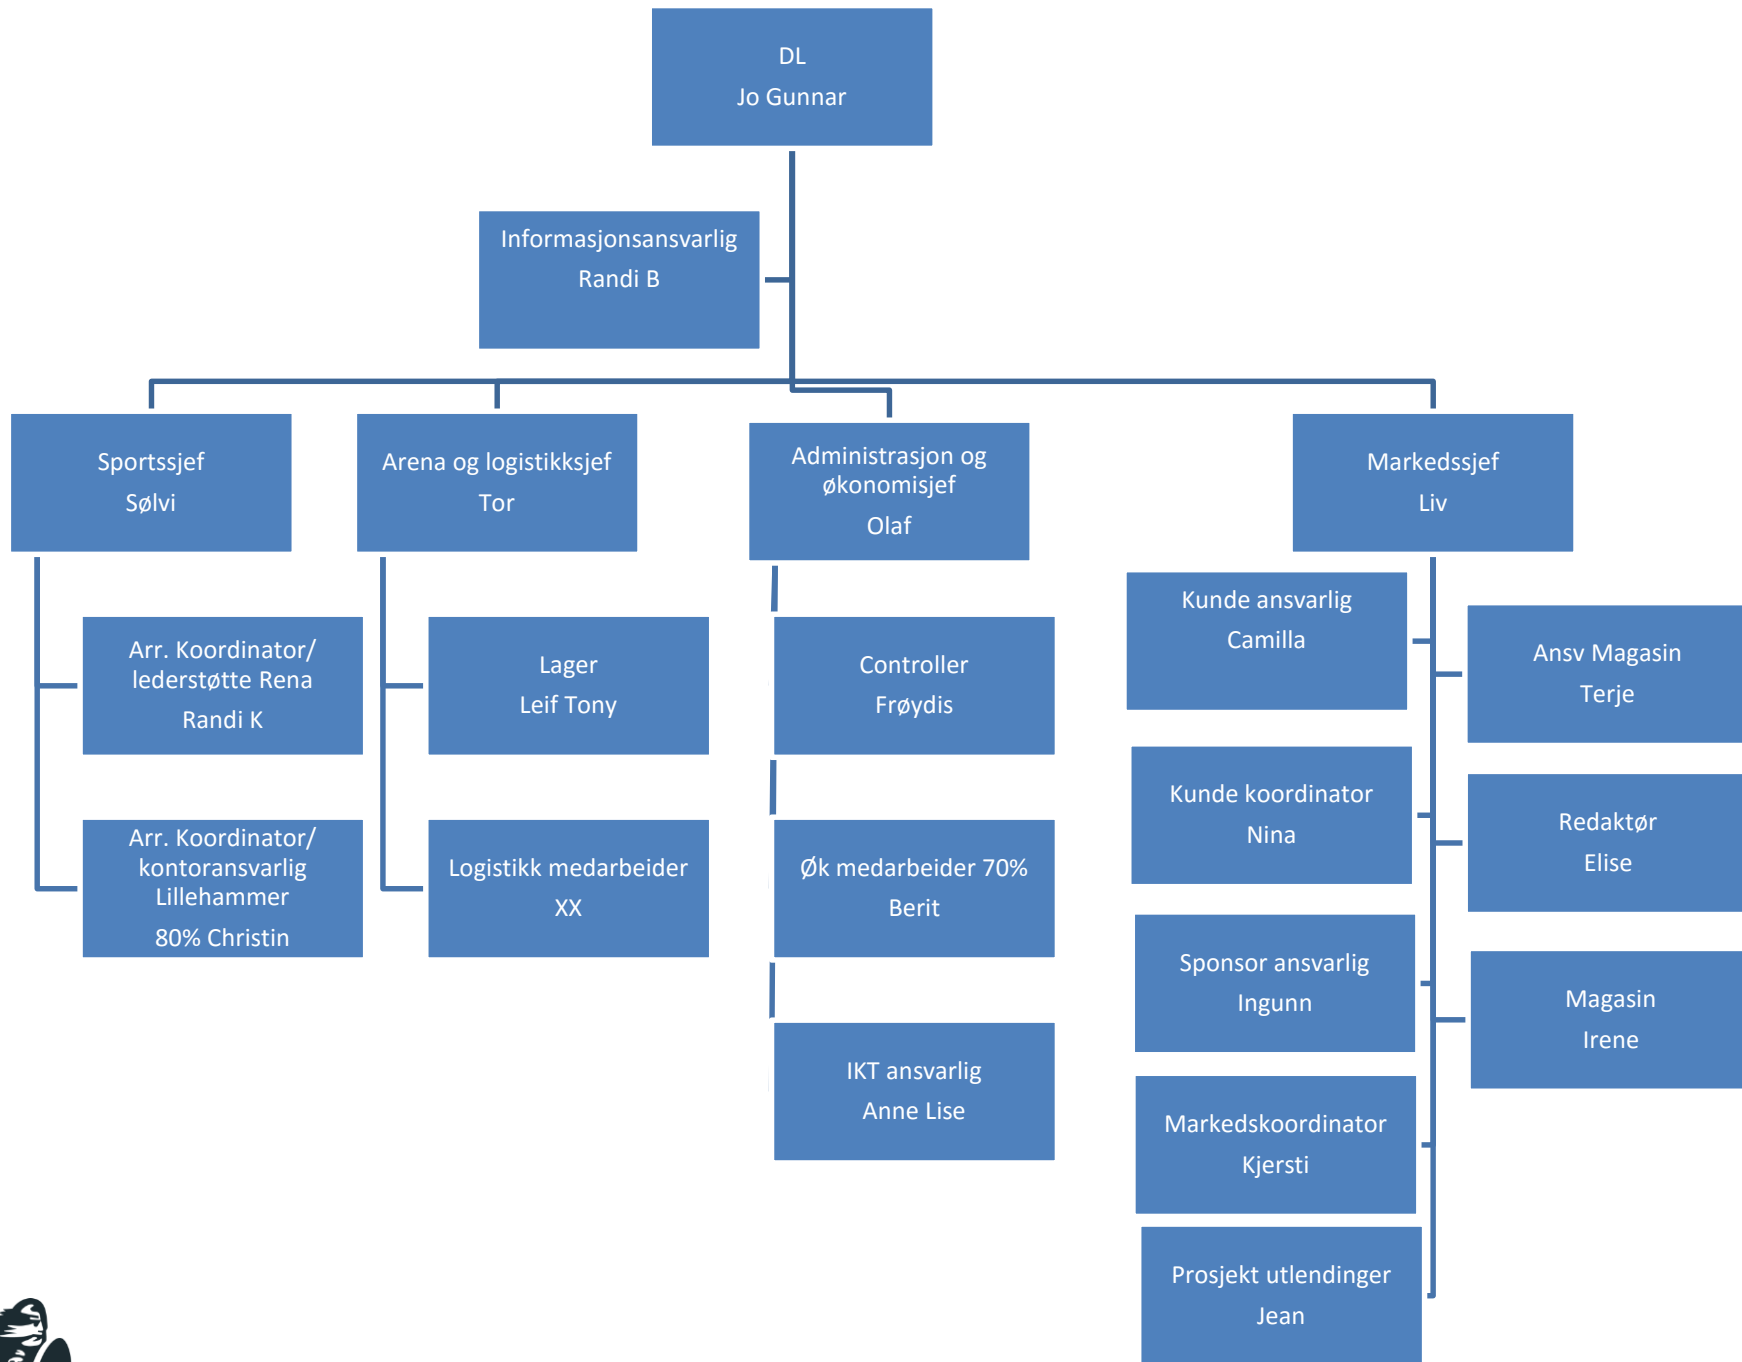 DL
Jo Gunnar
Informasjonsansvarlig
Randi B
Sportssjef
Sølvi
Arena og logistikksjef
Tor
Administrasjon og
økonomisjef
Olaf
Markedssjef
Liv
Arr. Koordinator/
lederstøtte Rena
Randi K
Arr. Koordinator/
kontoransvarlig
Lillehammer
80% Christin
Lager
Leif Tony
Logistikk medarbeider
XX
Controller
Frøydis
Øk medarbeider 70%
Berit
IKT ansvarlig
Anne Lise
Kunde ansvarlig
Camilla
Kunde koordinator
Nina
Sponsor ansvarlig
Ingunn
Markedskoordinator
Kjersti
Prosjekt utlendinger
Jean
Ansv Magasin
Terje
Redaktør
Elise
Magasin
Irene